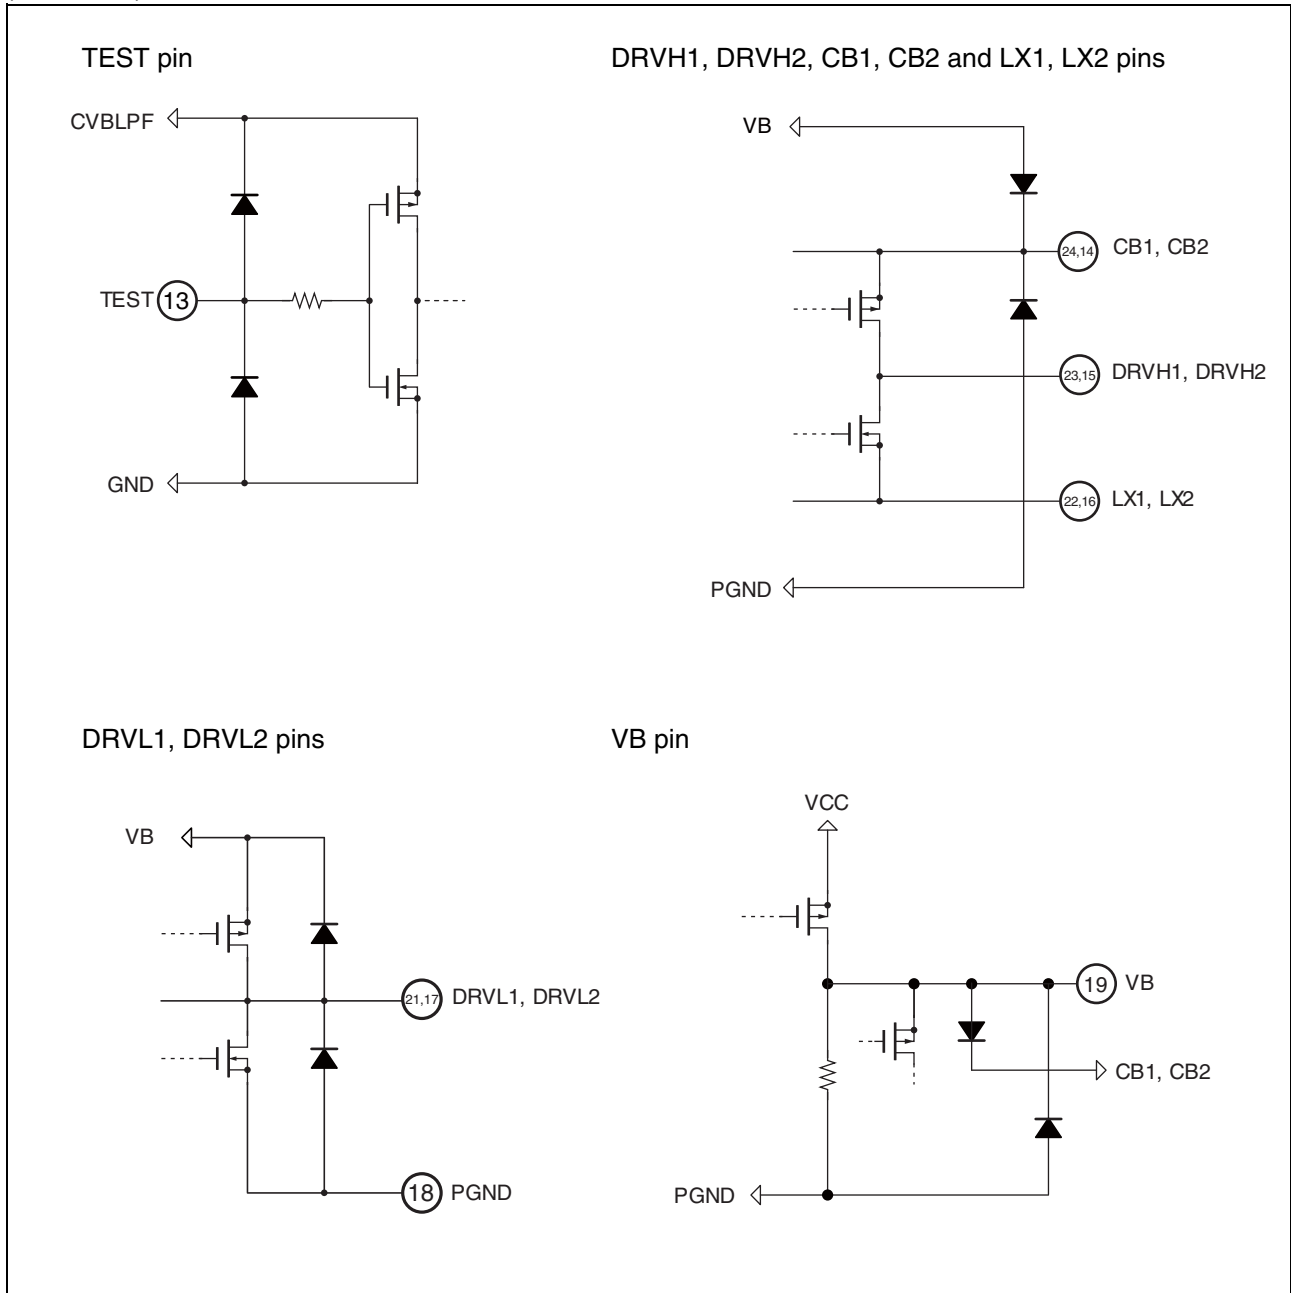 TEST pin
CVBLPF
TEST 13
GND
DRVH1, DRVH2, CB1, CB2 and LX1, LX2 pins
VB
24,14 CB1, CB2
23,15 DRVH1, DRVH2
22,16 LX1, LX2
PGND
DRVL1, DRVL2 pins
VB
21,17 DRVL1, DRVL2
18 PGND
VB pin
VCC
19 VB
CB1, CB2
PGND